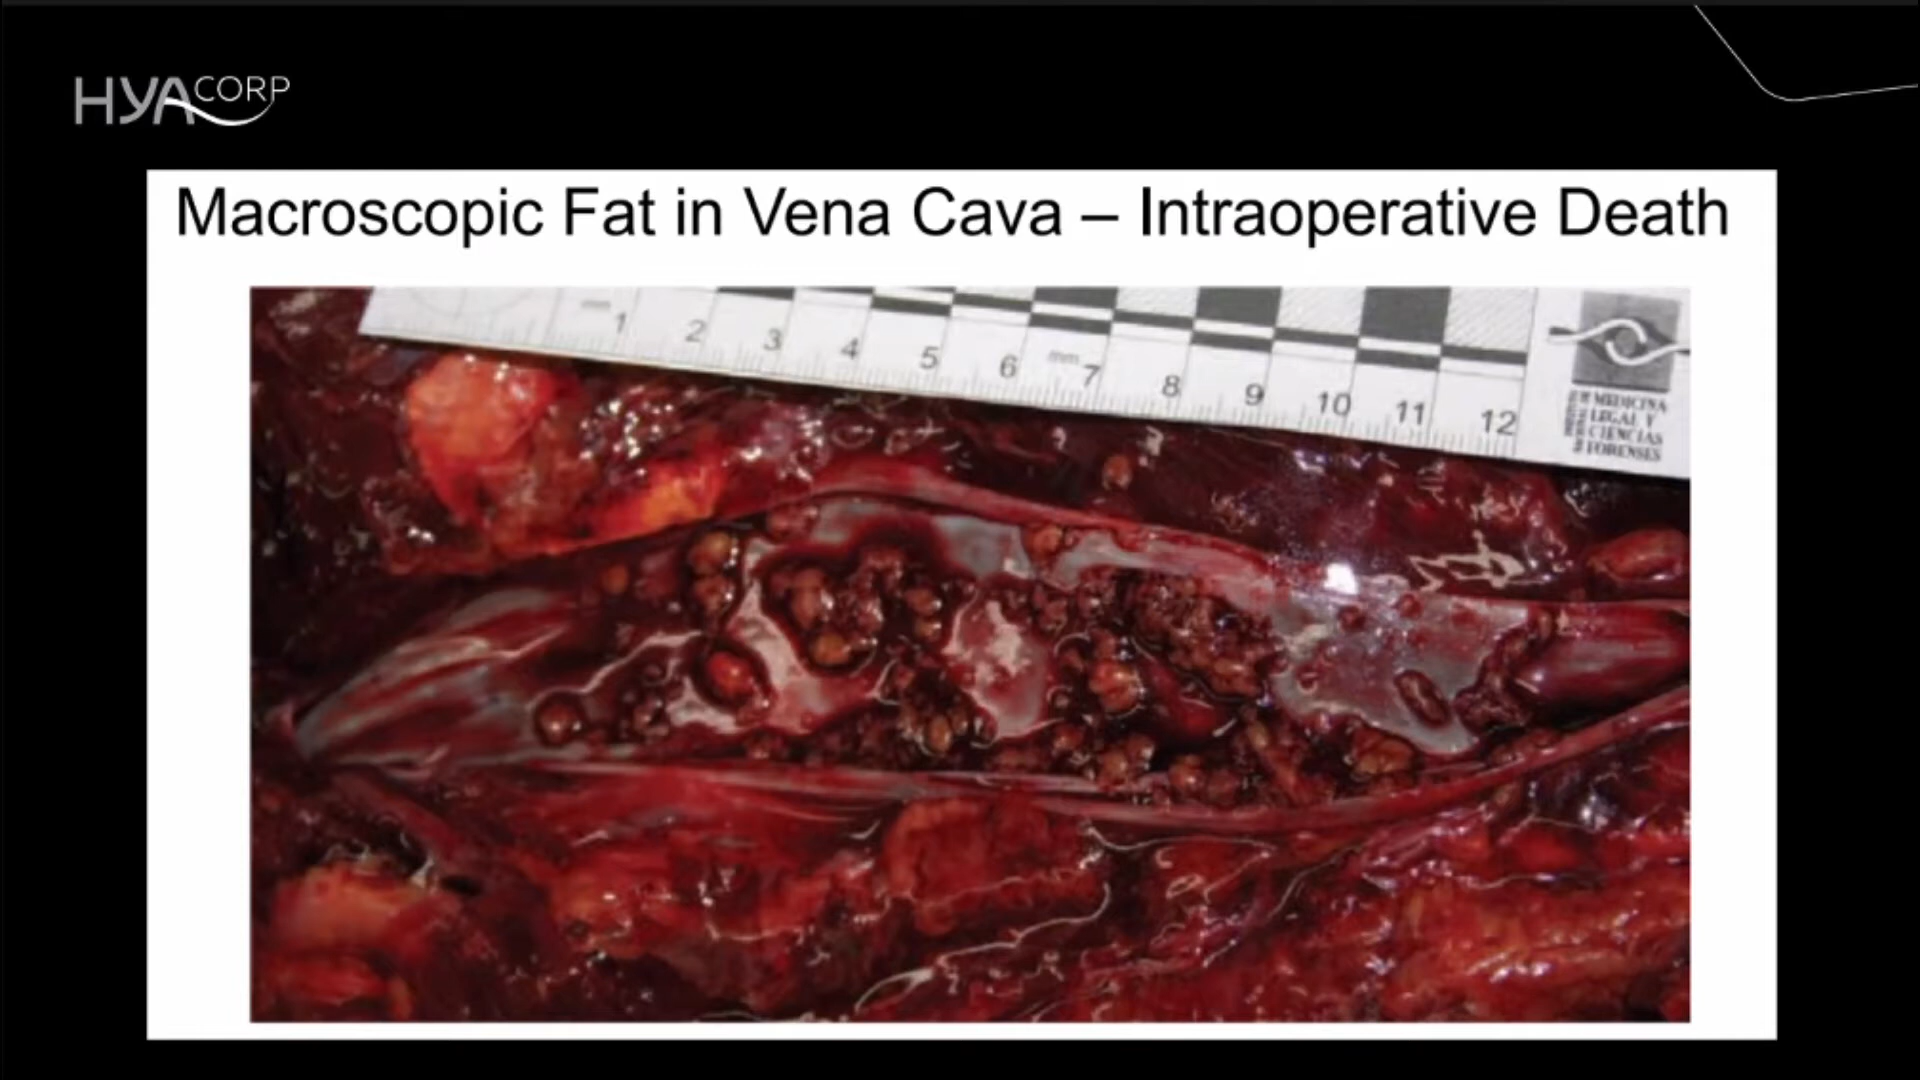 HYACORP
Macroscopic Fat in Vena Cava – Intraoperative Death
1 2 3 4 5 6 mm 7 8 9 10 11 12
MEDICINA
LEGAL Y
CIENCIAS
FORENSES